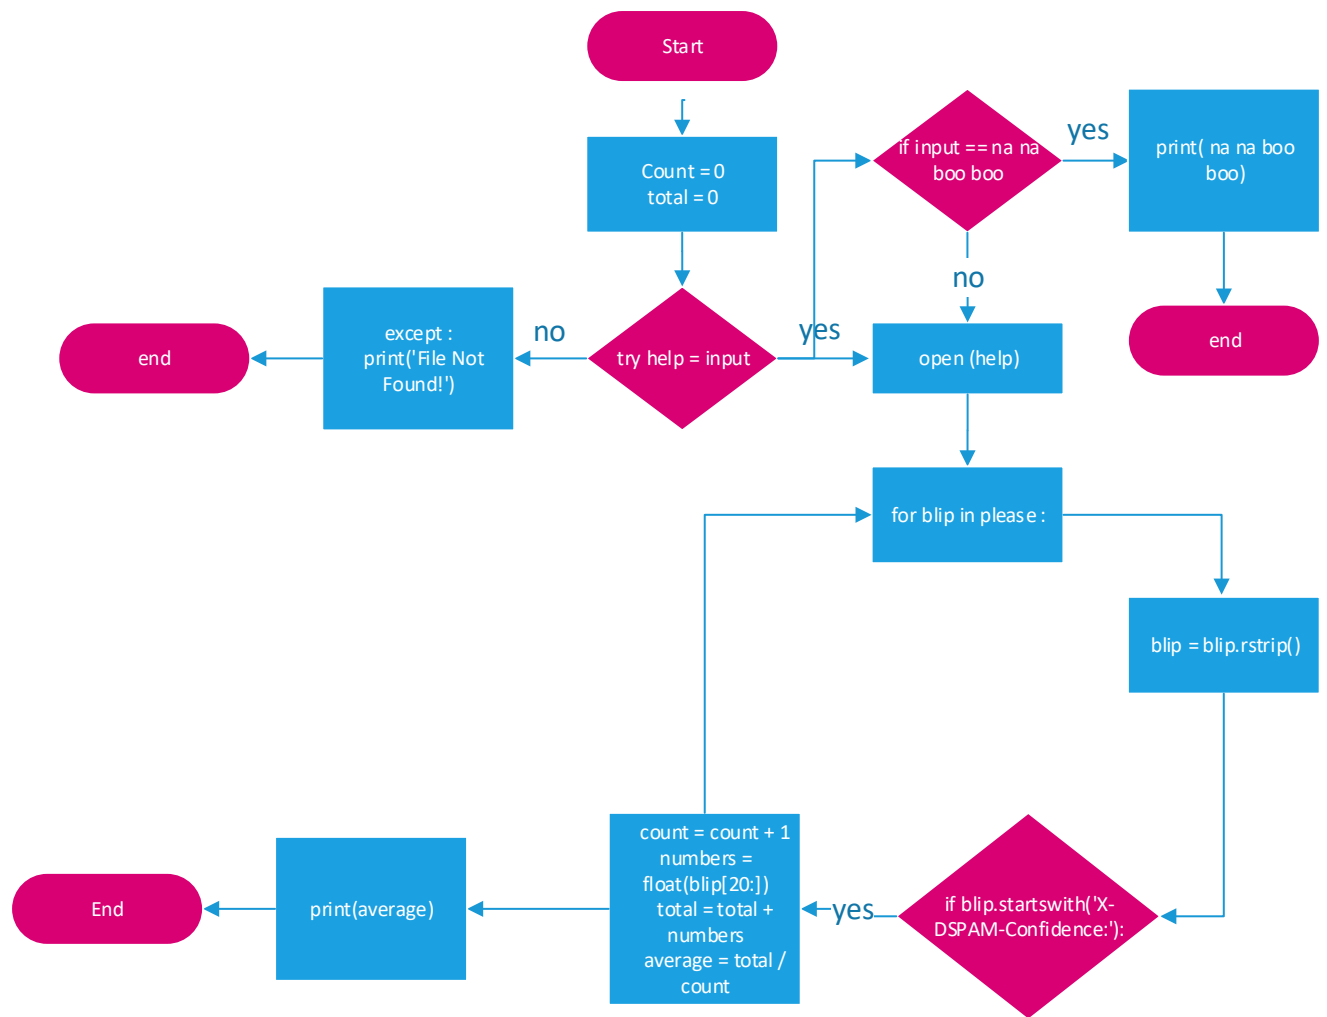 Start
Count = 0
total = 0
try help = input
no
except :
print('File Not
Found!')
end
yes
if input == na na
boo boo
yes
print( na na boo
boo)
end
no
open (help)
for blip in please :
blip = blip.rstrip()
if blip.startswith('X-
DSPAM-Confidence:'):
yes
count = count + 1
numbers =
float(blip[20:])
total = total +
numbers
average = total /
count
print(average)
End